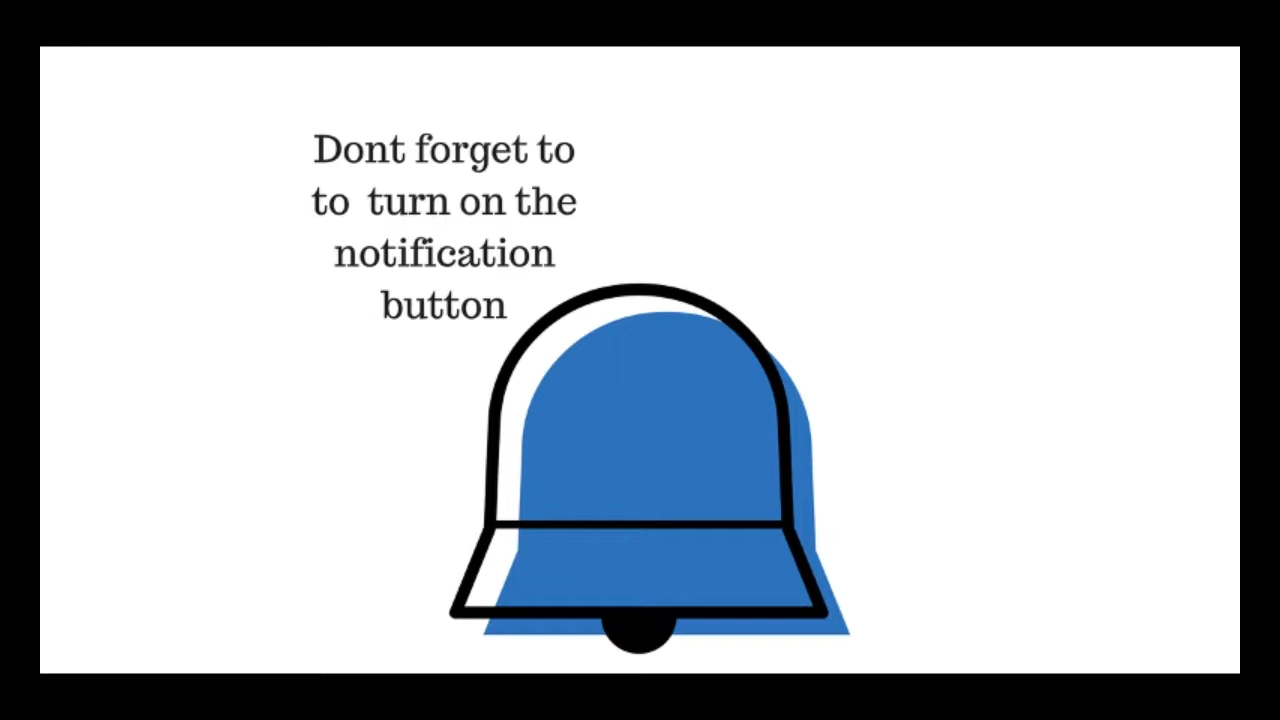 Dont forget to
to  turn on the
notification
button